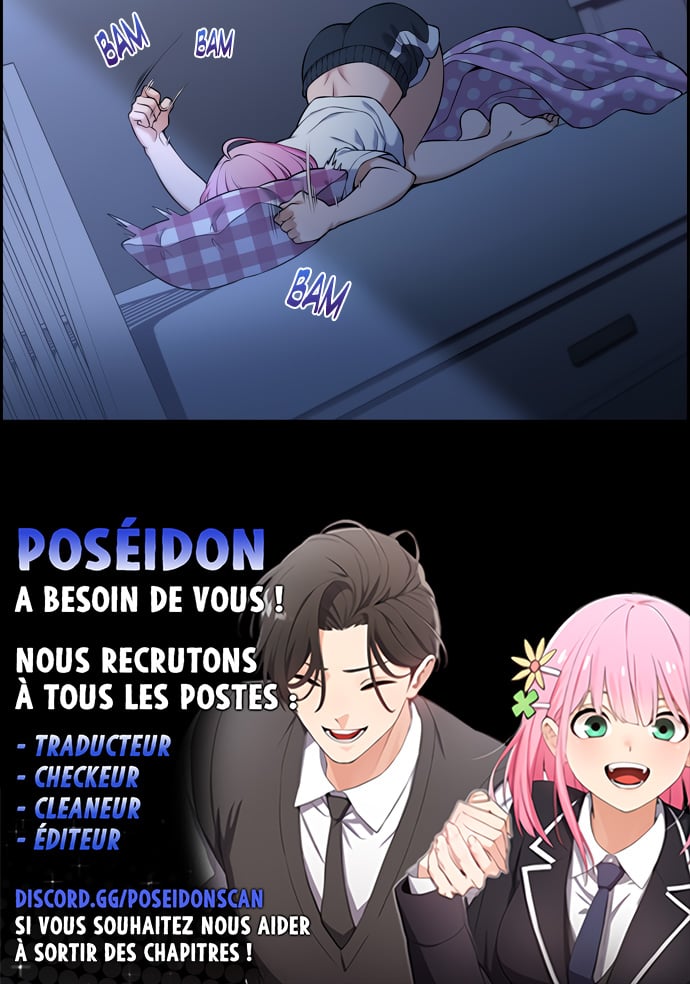 BAM
BAM
BAM
POSÉIDON
A BESOIN DE VOUS !
NOUS RECRUTONS
À TOUS LES POSTES :
- TRADUCTEUR
- CHECKEUR
- CLEANEUR
- ÉDITEUR
DISCORD.GG/POSEIDONSCAN
SI VOUS SOUHAITEZ NOUS AIDER
À SORTIR DES CHAPITRES !